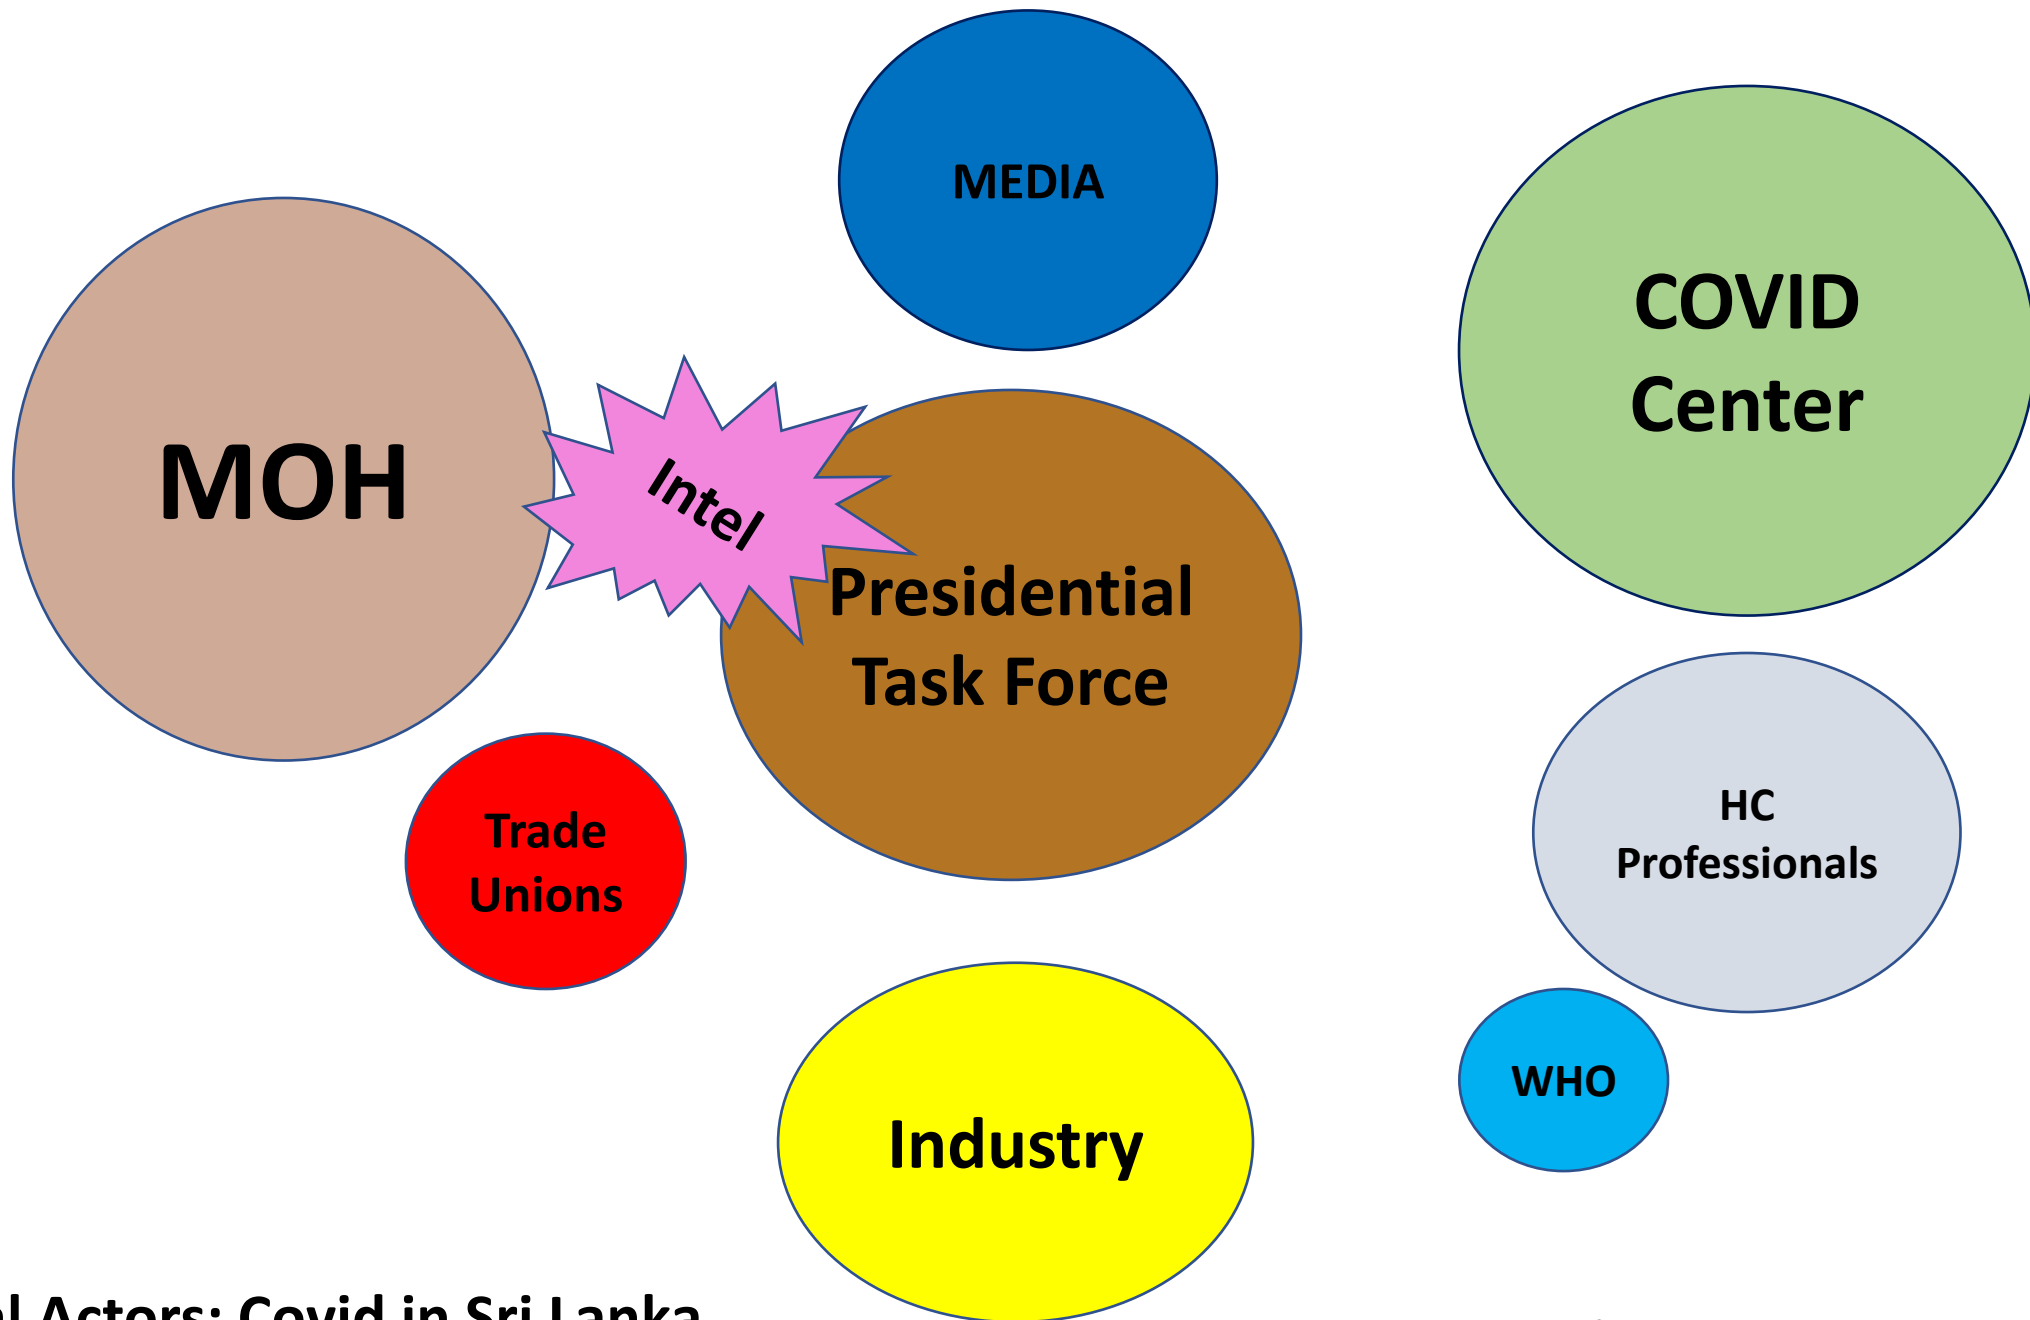 MEDIA
COVID
Center
MOH
Intel
Presidential
Task Force
Trade
Unions
HC
Professionals
WHO
Industry
Actors: Covid in Sri Lanka